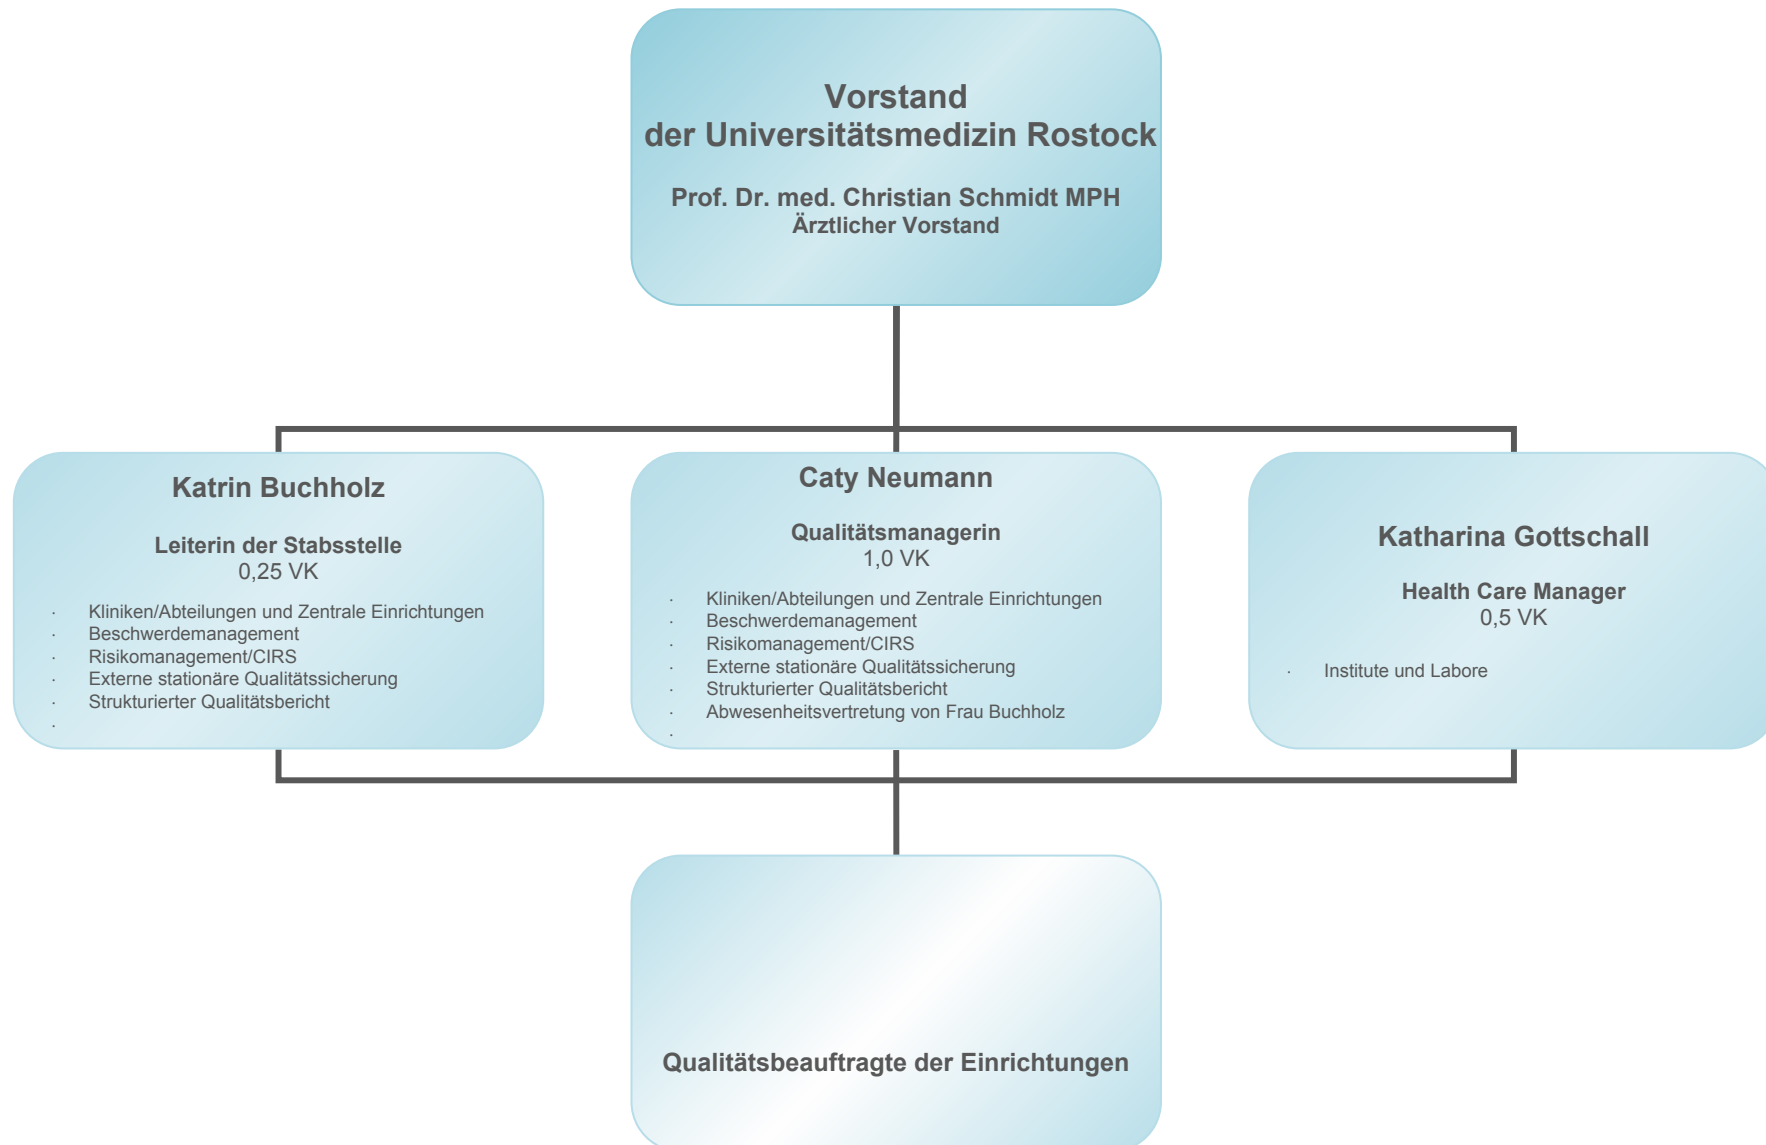 Vorstand
der Universitätsmedizin Rostock
Prof. Dr. med. Christian Schmidt MPH
Ärztlicher Vorstand
Katrin Buchholz
Leiterin der Stabsstelle
0,25 VK
· Kliniken/Abteilungen und Zentrale Einrichtungen
· Beschwerdemanagement
· Risikomanagement/CIRS
· Externe stationäre Qualitätssicherung
· Strukturierter Qualitätsbericht
·
Caty Neumann
Qualitätsmanagerin
1,0 VK
· Kliniken/Abteilungen und Zentrale Einrichtungen
· Beschwerdemanagement
· Risikomanagement/CIRS
· Externe stationäre Qualitätssicherung
· Strukturierter Qualitätsbericht
· Abwesenheitsvertretung von Frau Buchholz
·
Katharina Gottschall
Health Care Manager
0,5 VK
· Institute und Labore
Qualitätsbeauftragte der Einrichtungen